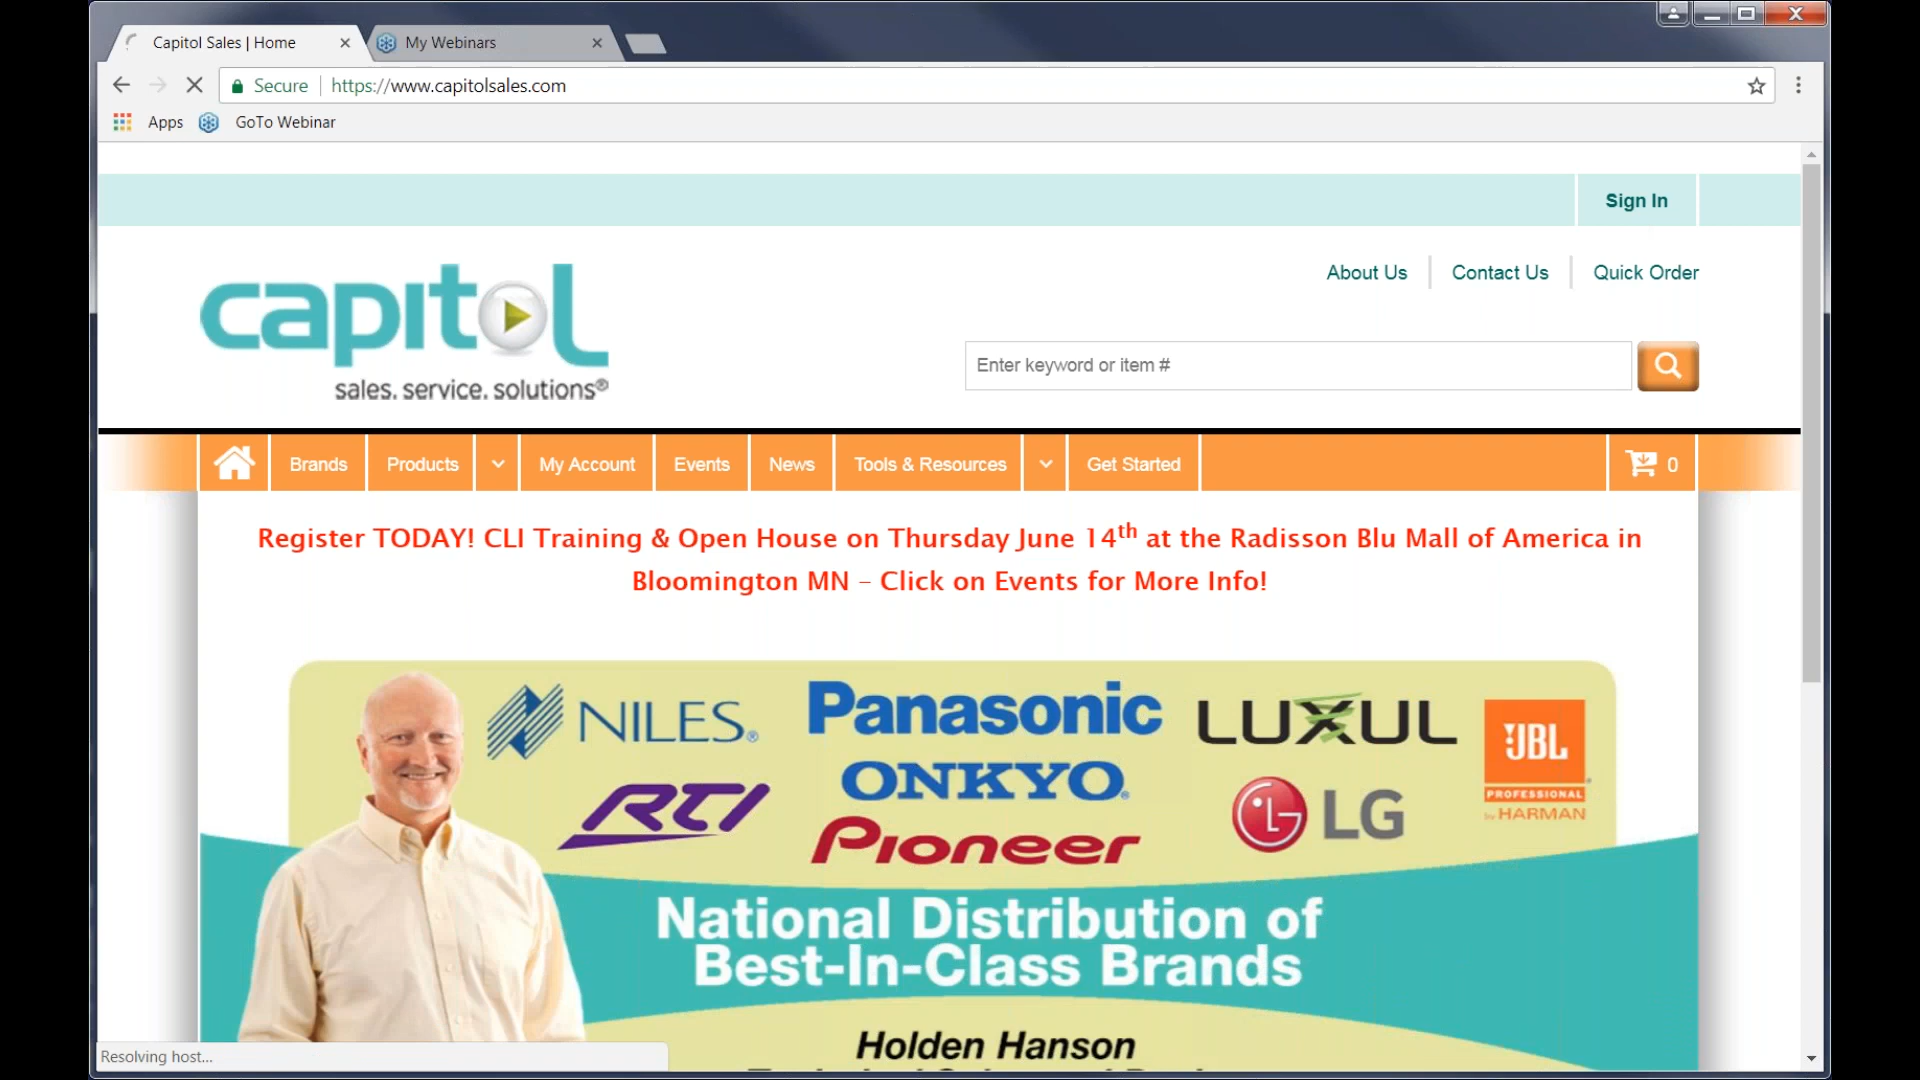 Capitol Sales | Home
My Webinars
Secure
https://www.capitolsales.com
Apps
GoTo Webinar
Sign In
About Us
Contact Us
Quick Order
capitol
sales. service. solutions®
Enter keyword or item #
Brands
Products
My Account
Events
News
Tools & Resources
Get Started
0
Register TODAY! CLI Training & Open House on Thursday June 14th at the Radisson Blu Mall of America in
Bloomington MN – Click on Events for More Info!
NILES®
Panasonic
LUXUL
JBL
PROFESSIONAL
by HARMAN
RTI
ONKYO®
Pioneer
LG
National Distribution of
Best-In-Class Brands
Holden Hanson
Resolving host...